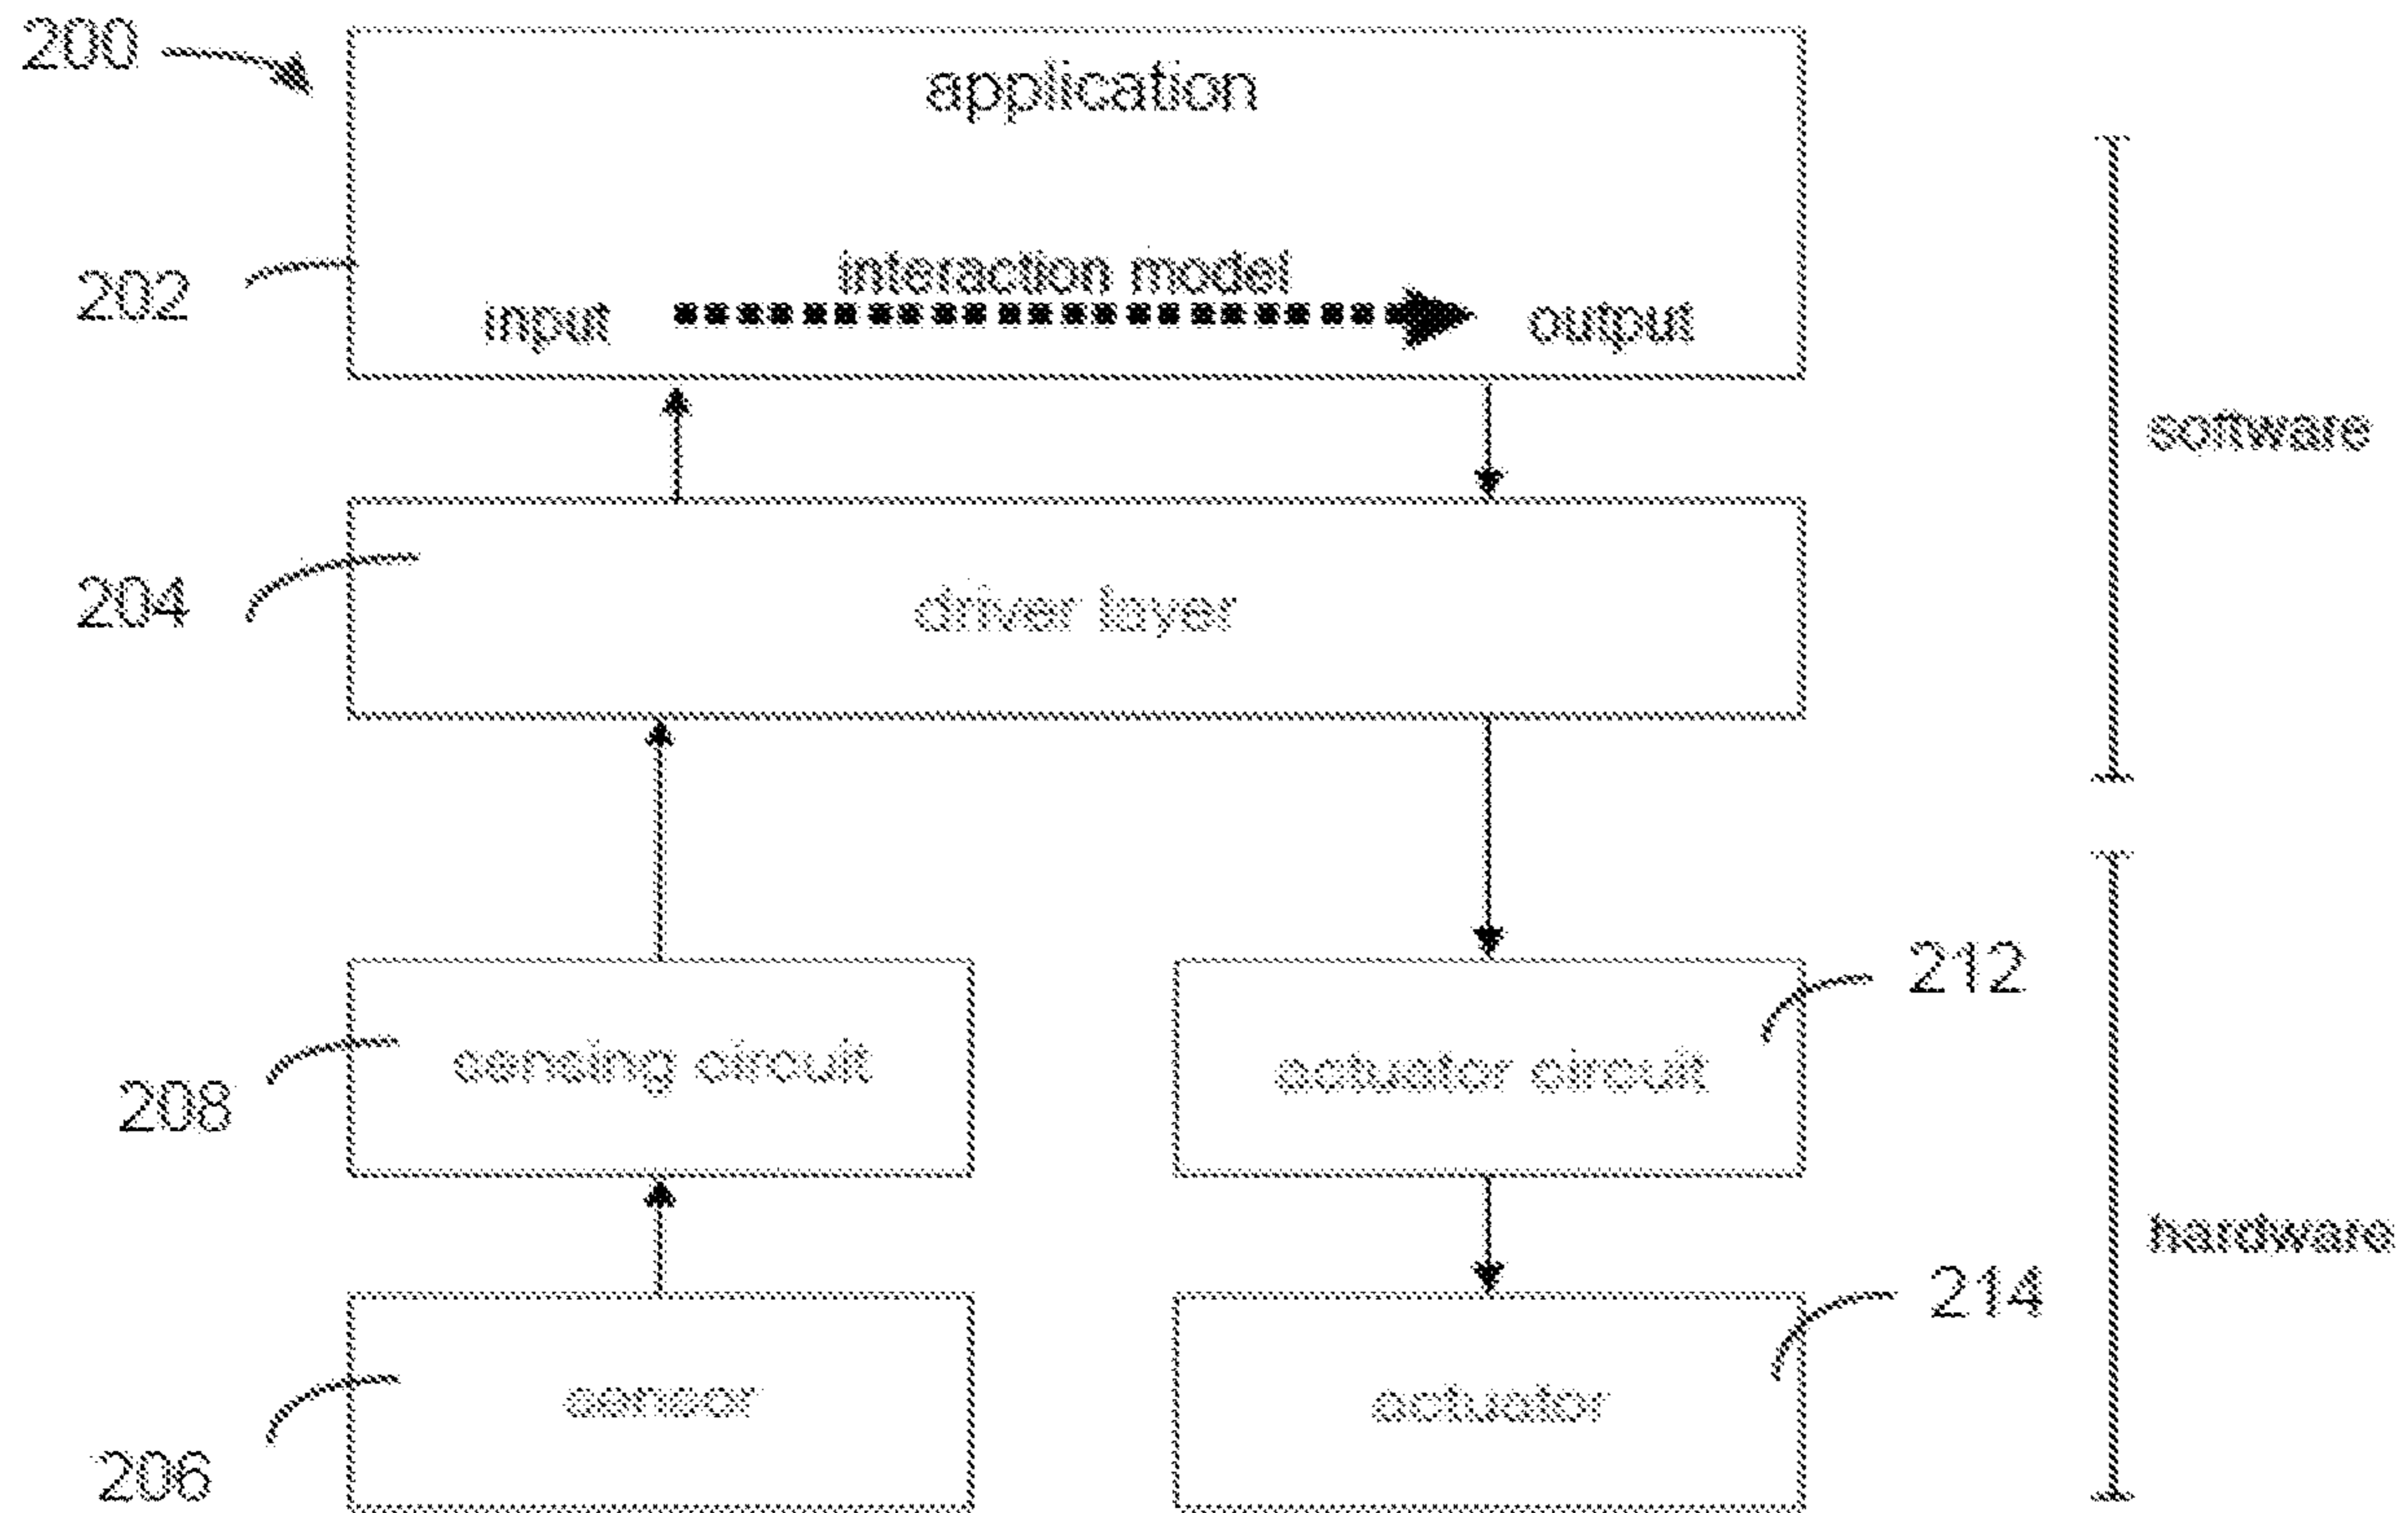 200
application
202
interaction model
input
output
software
204
driver layer
212
208
sensing circuit
actuator circuit
hardware
214
206
sensor
actuator